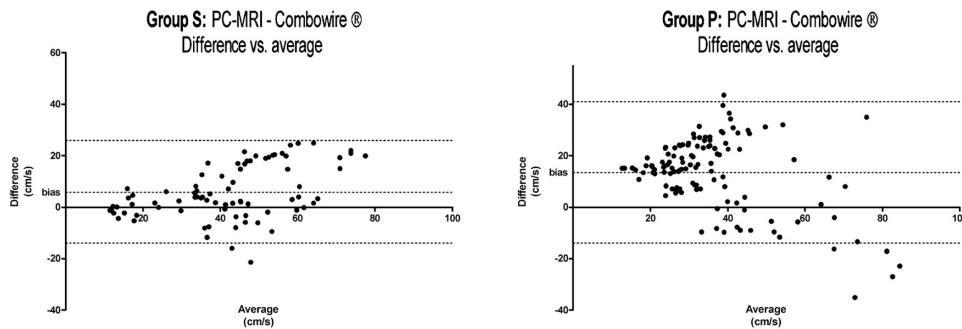 Group S: PC-MRI - Combowire ®
Difference vs. average
60
40
20
bias
0
-20
-40
Difference
(cm/s)
20
40
60
80
100
Average
(cm/s)
Group P: PC-MRI - Combowire ®
Difference vs. average
40
20
bias
0
-20
-40
Difference
(cm/s)
20
40
60
80
100
Average
(cm/s)